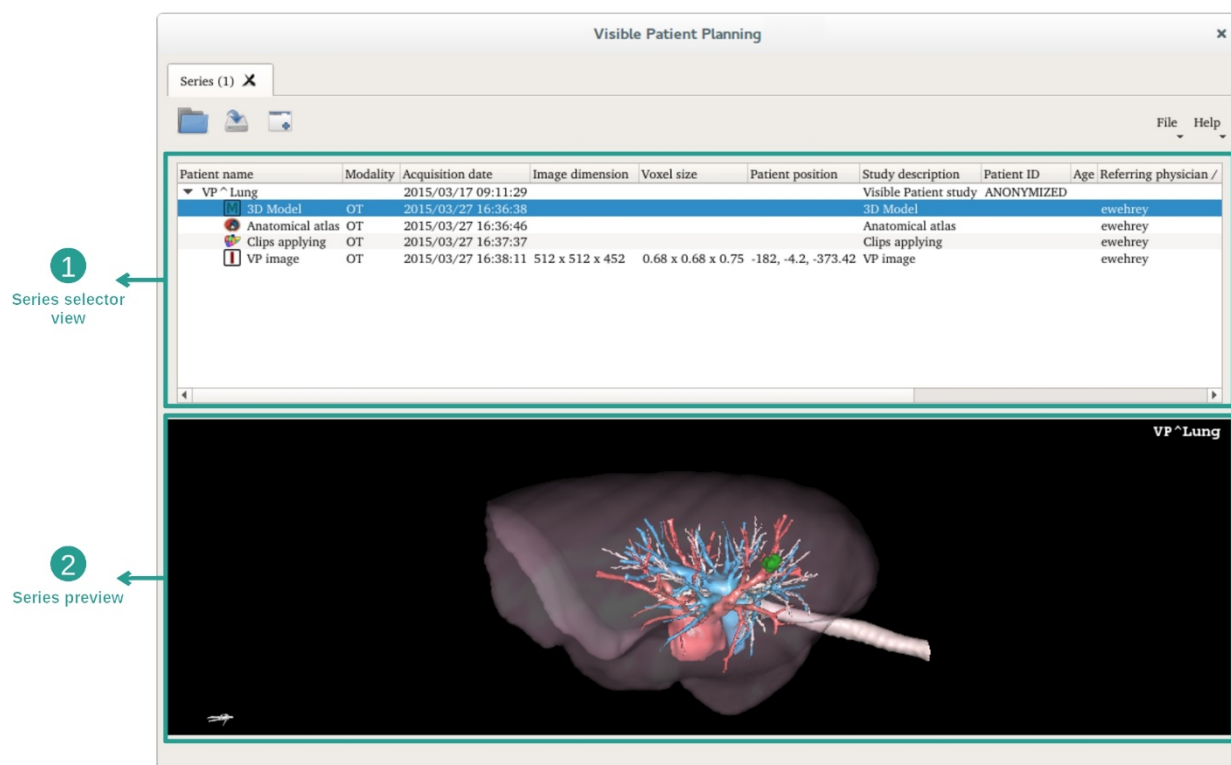 Visible Patient Planning
Series (1)
File Help
Patient name Modality Acquisition date Image dimension Voxel size Patient position Study description Patient ID Age Referring physician /
VP^Lung 2015/03/17 09:11:29 Visible Patient study ANONYMIZED
M 3D Model OT 2015/03/27 16:36:38 3D Model ewehrey
Anatomical atlas OT 2015/03/27 16:36:46 Anatomical atlas ewehrey
Clips applying OT 2015/03/27 16:37:37 Clips applying ewehrey
VP image OT 2015/03/27 16:38:11 512 x 512 x 452 0.68 x 0.68 x 0.75 -182, -4.2, -373.42 VP image ewehrey
1
Series selector
view
VP^Lung
2
Series preview